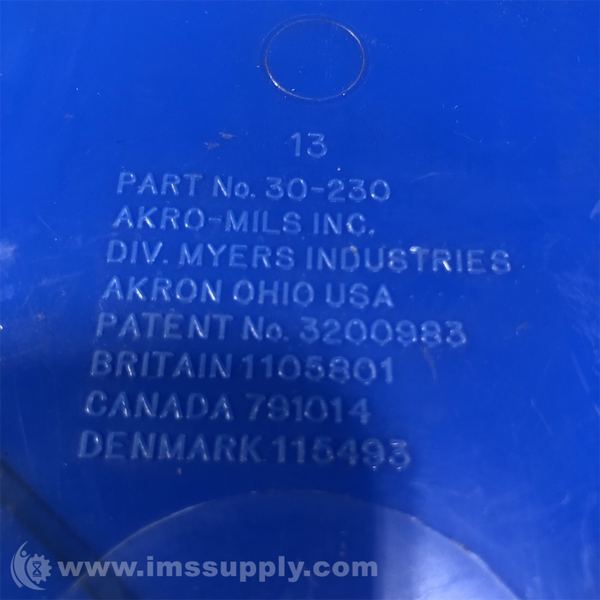 13
PART No. 30-230
AKRO-MILS INC.
DIV. MYERS INDUSTRIES
AKRON OHIO USA
PATENT No. 3200983
BRITAIN 1105801
CANADA 791014
DENMARK 115493
www.imssupply.com